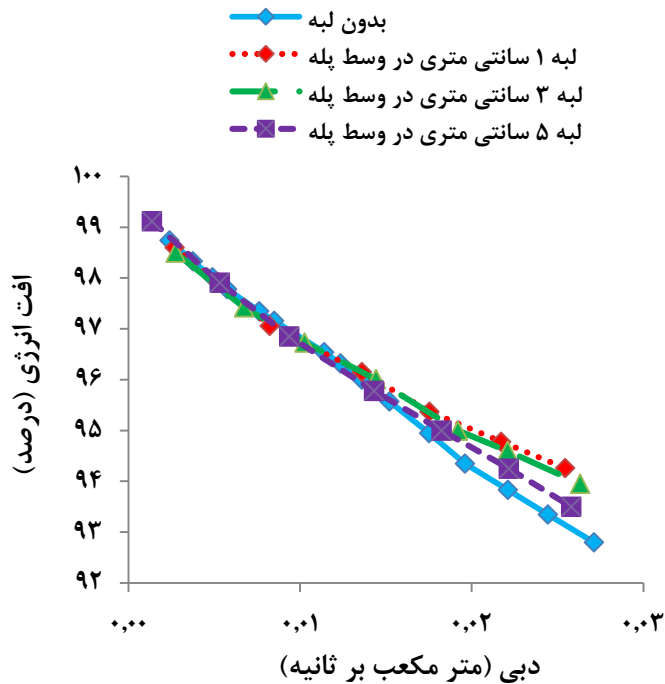 بدون لبه
لبه ۱ سانتی متری در وسط پله
لبه ۳ سانتی متری در وسط پله
لبه ۵ سانتی متری در وسط پله
۱۰۰
۹۹
۹۸
۹۷
۹۶
۹۵
۹۴
۹۳
۹۲
افت انرژی (درصد)
۰,۰۰ ۰,۰۱ ۰,۰۲ ۰,۰۳
دبی (متر مکعب بر ثانیه)